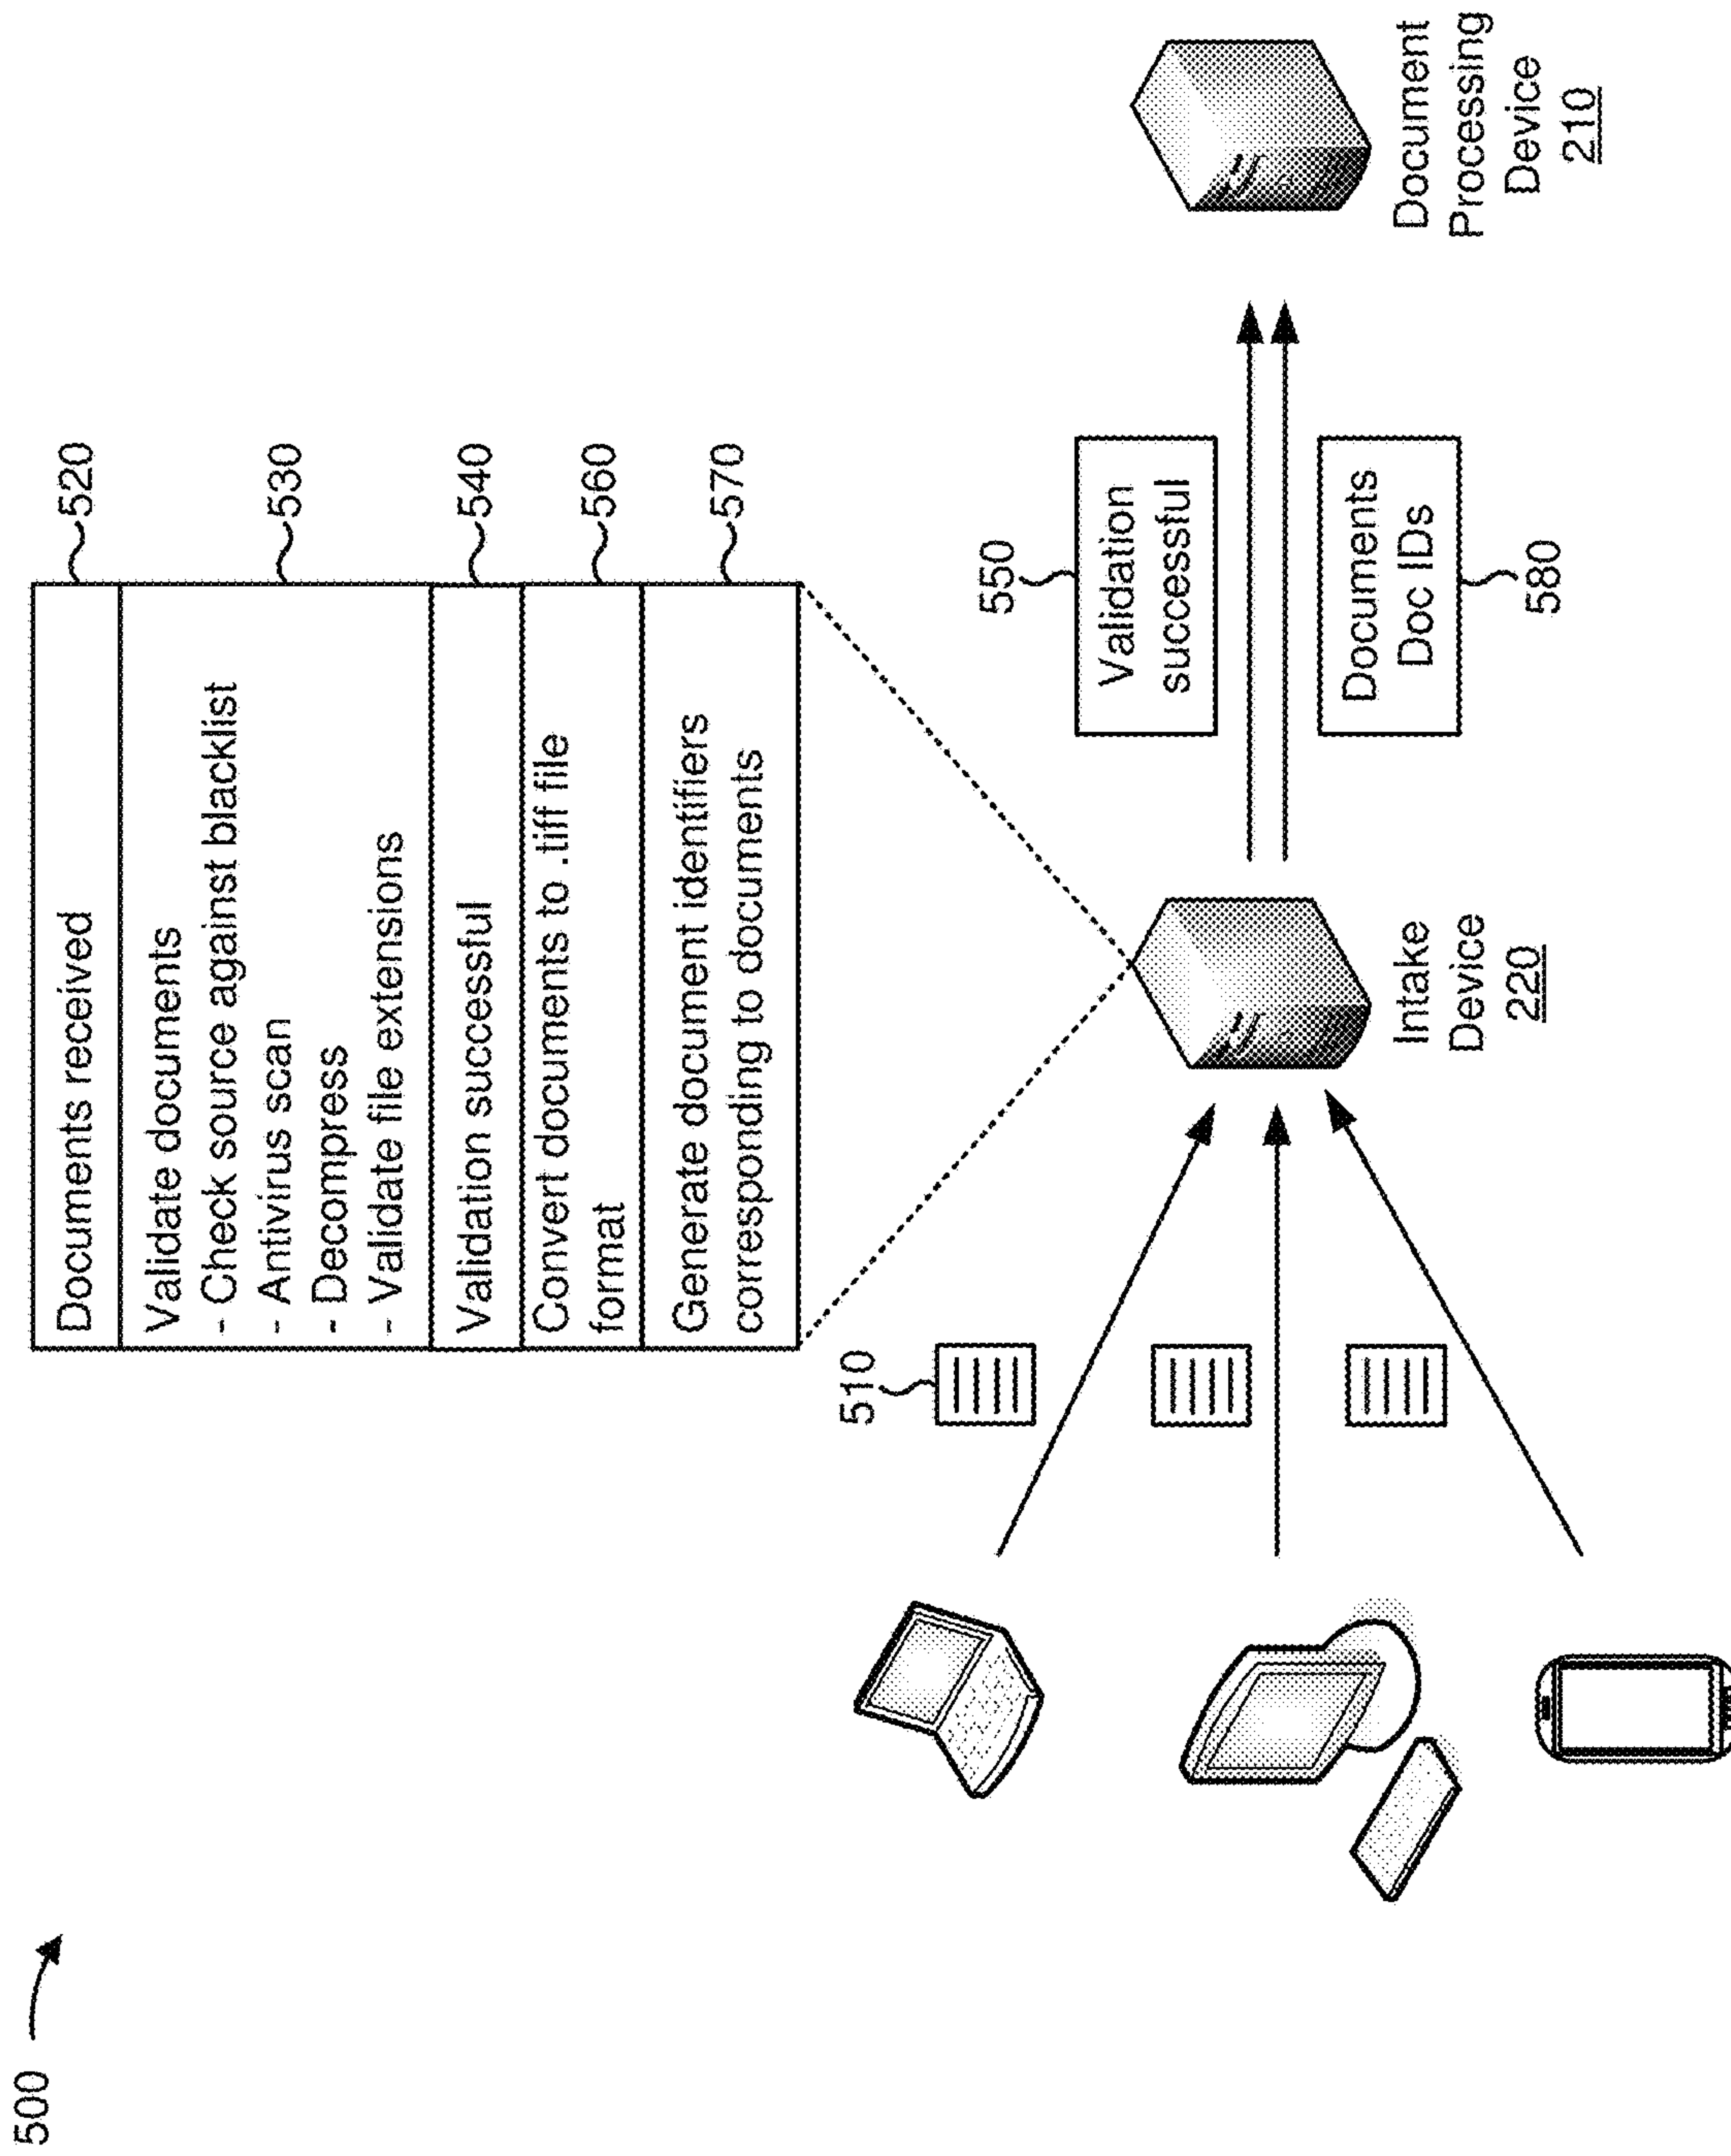 500
Documents received
520
Validate documents
- Check source against blacklist
- Antivirus scan
- Decompress
- Validate file extensions
530
Validation successful
540
Convert documents to .tiff file
format
560
Generate document identifiers
corresponding to documents
570
510
Intake
Device
220
550
Validation
successful
Documents
Doc IDs
580
Document
Processing
Device
210